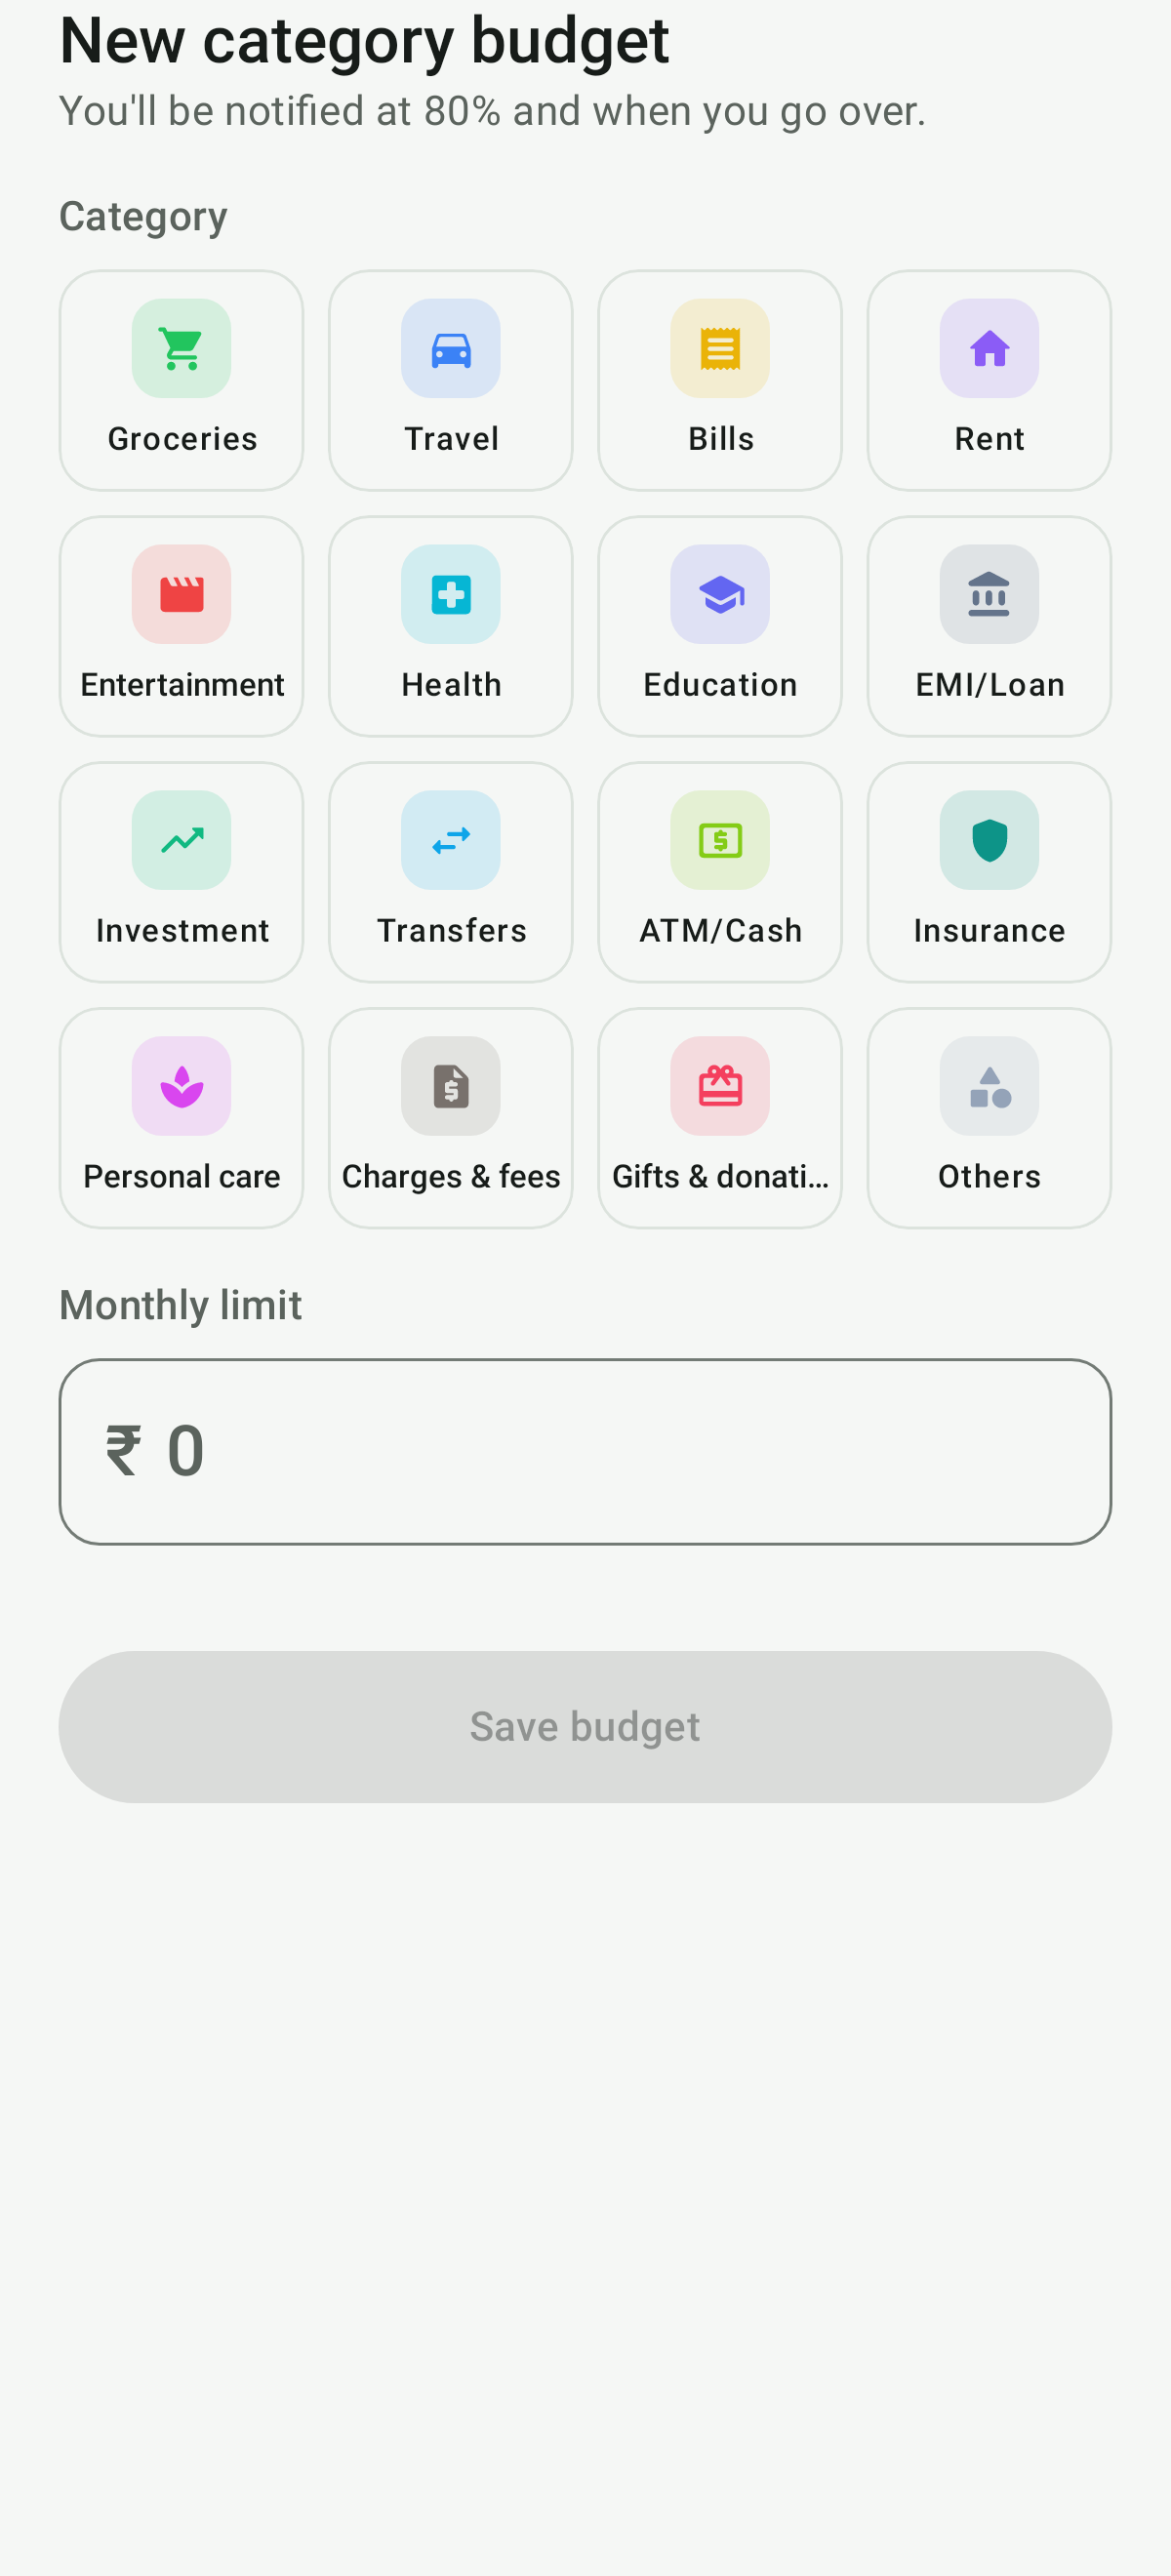 New category budget
You'll be notified at 80% and when you go over.
Category
Groceries Travel Bills Rent
Entertainment Health Education EMI/Loan
Investment Transfers ATM/Cash Insurance
Personal care Charges & fees Gifts & donati... Others
Monthly limit
₹ 0
Save budget